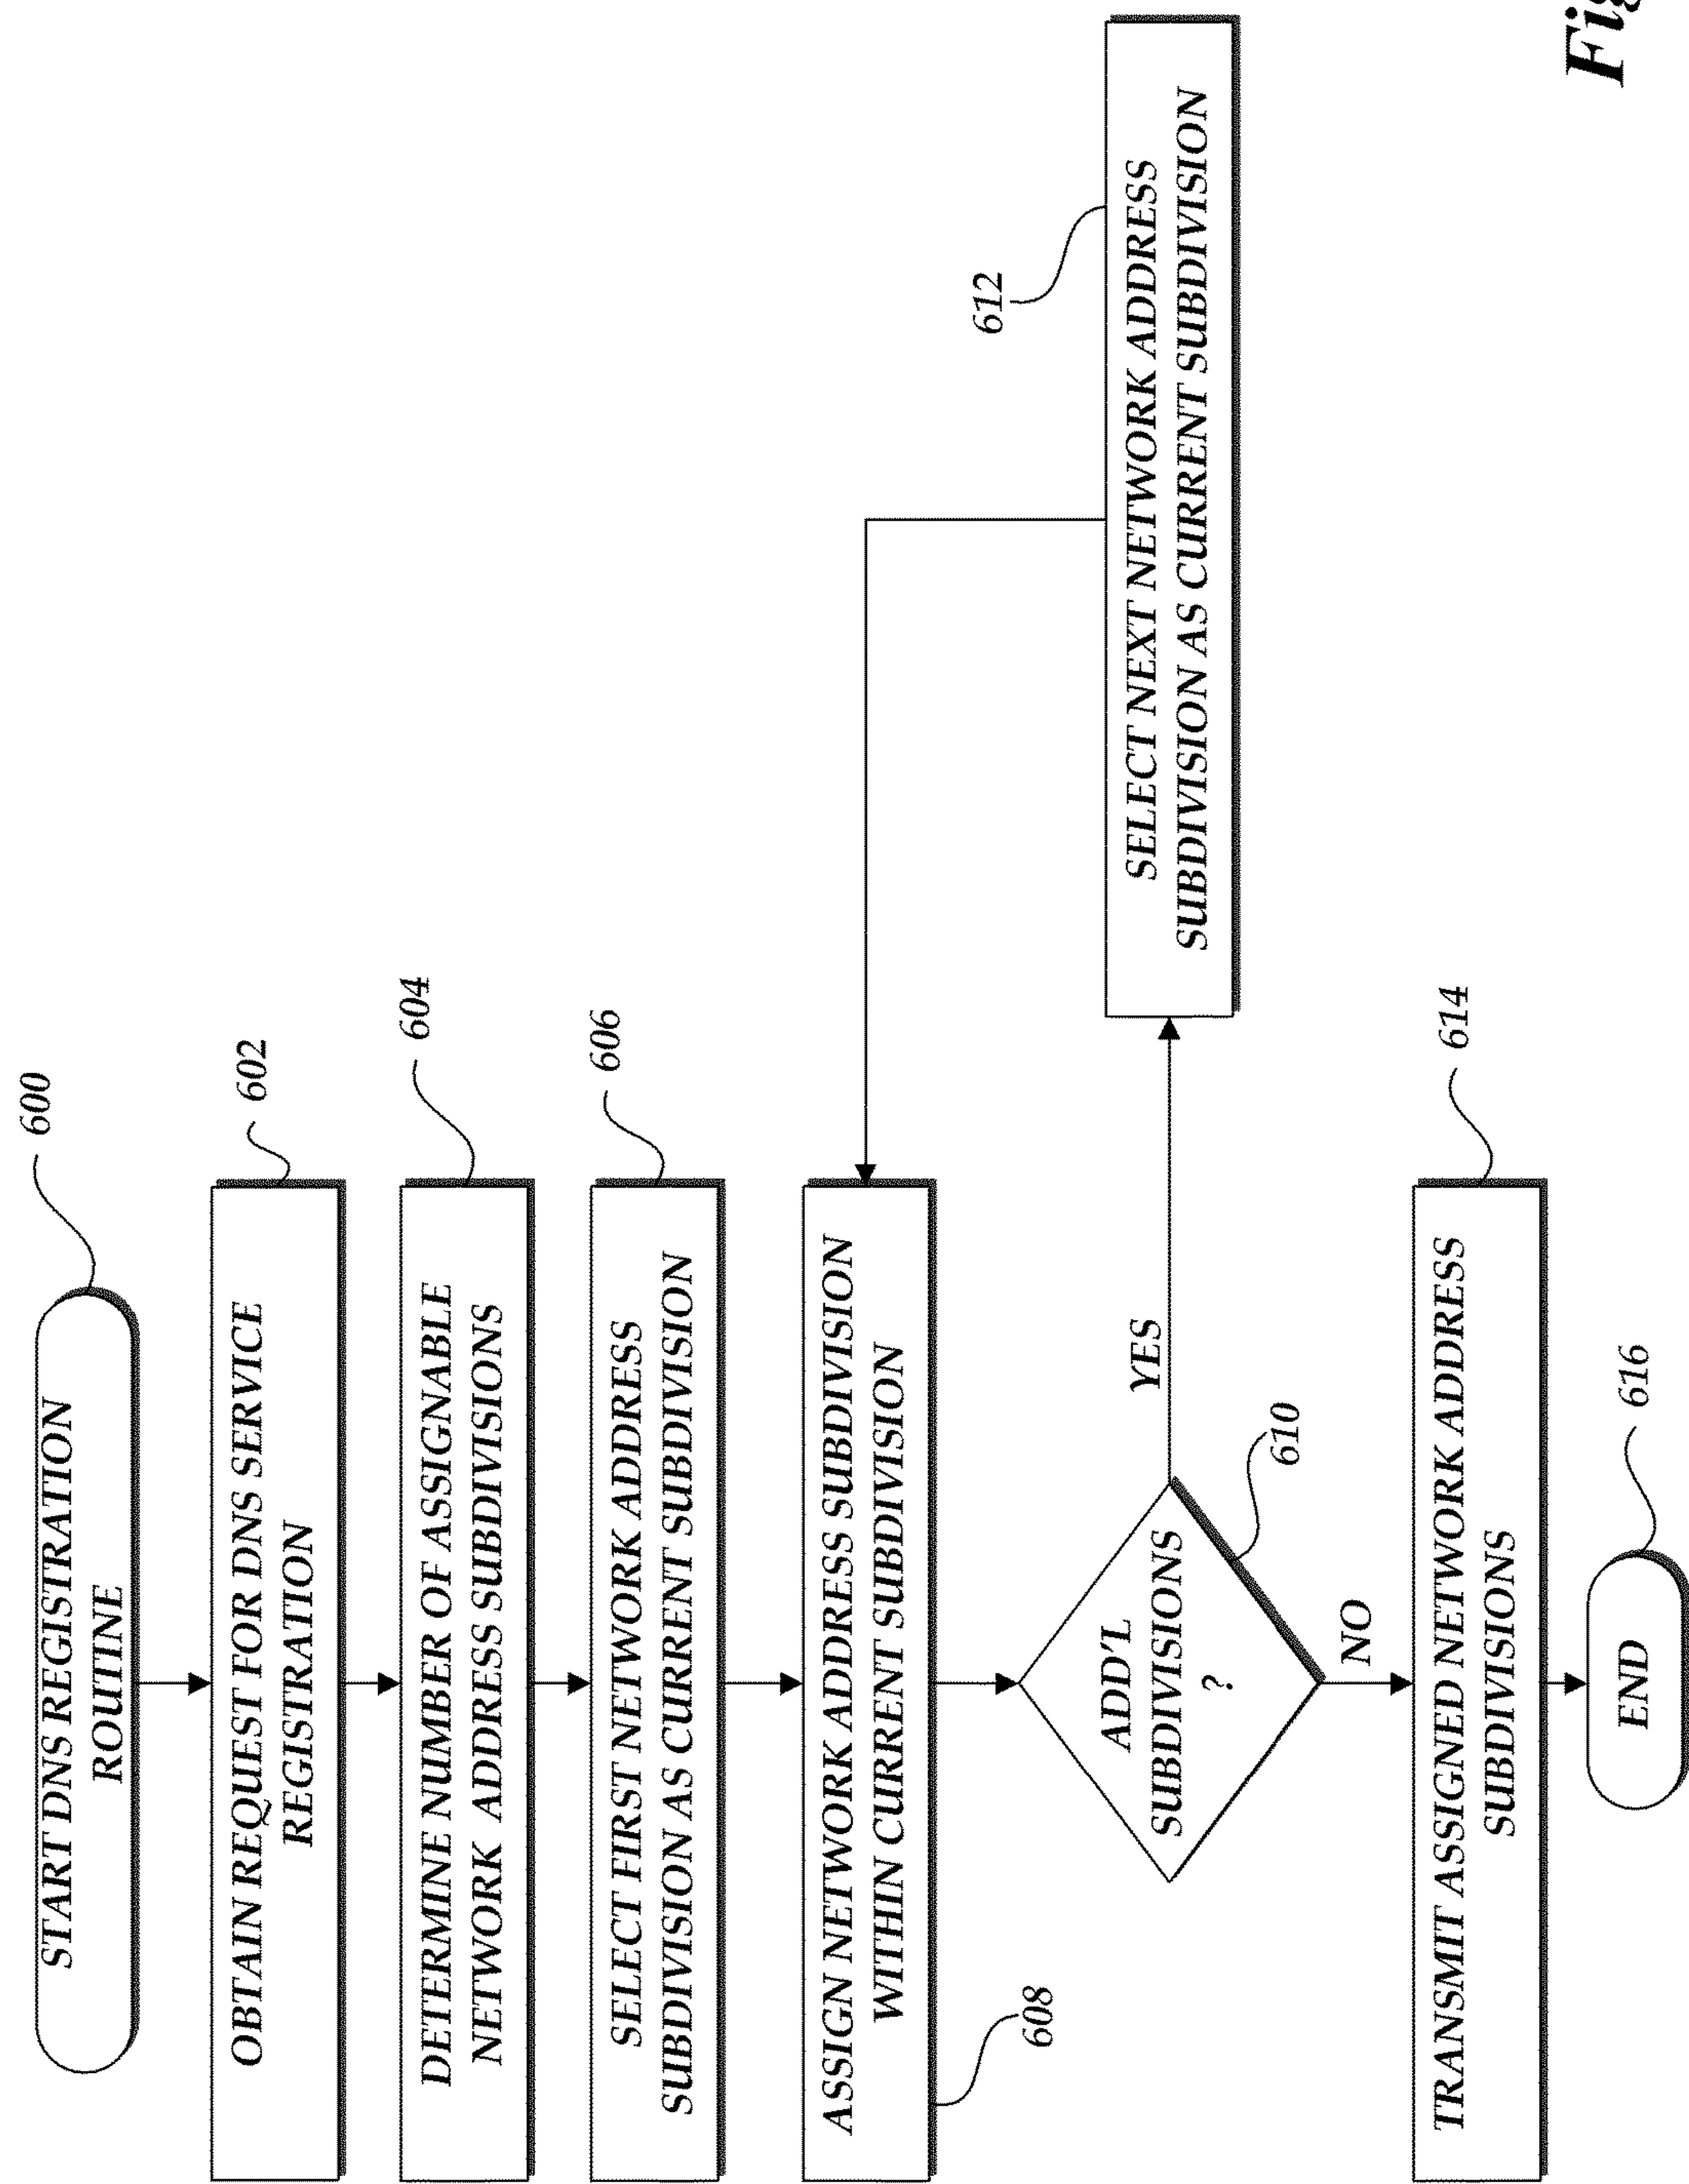 START DNS REGISTRATION
ROUTINE
600
OBTAIN REQUEST FOR DNS SERVICE
REGISTRATION
602
DETERMINE NUMBER OF ASSIGNABLE
NETWORK ADDRESS SUBDIVISIONS
604
SELECT FIRST NETWORK ADDRESS
SUBDIVISION AS CURRENT SUBDIVISION
606
ASSIGN NETWORK ADDRESS SUBDIVISION
WITHIN CURRENT SUBDIVISION
608
ADD'L
SUBDIVISIONS
?
610
YES
SELECT NEXT NETWORK ADDRESS
SUBDIVISION AS CURRENT SUBDIVISION
612
NO
TRANSMIT ASSIGNED NETWORK ADDRESS
SUBDIVISIONS
614
END
616